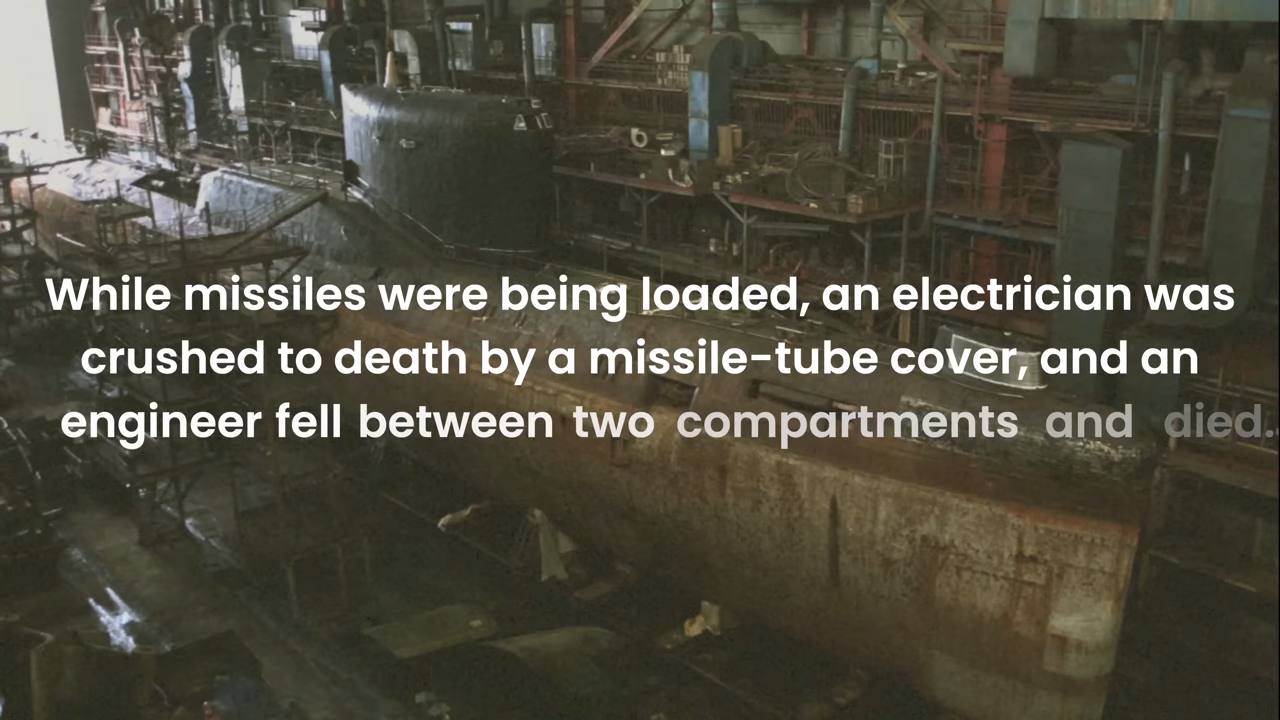 While missiles were being loaded, an electrician was
crushed to death by a missile-tube cover, and an
engineer fell between two compartments and died.